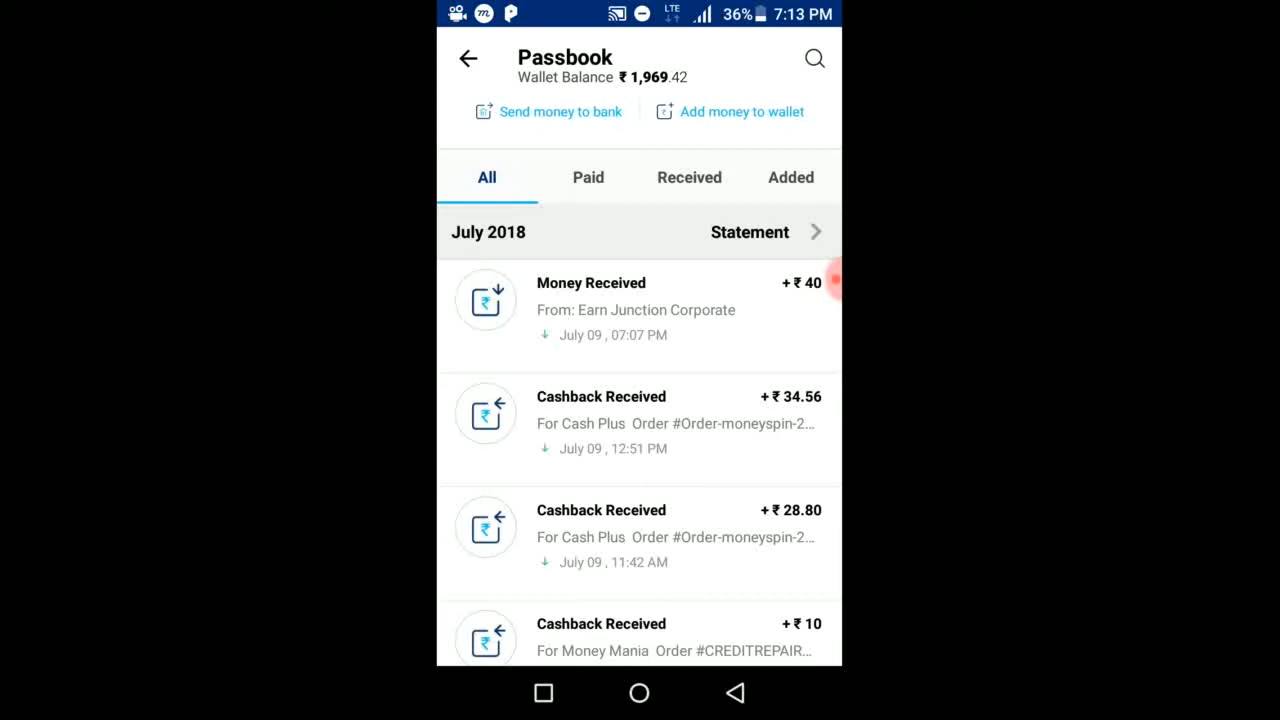 LTE 36% 7:13 PM
Passbook
Wallet Balance ₹ 1,969.42
Send money to bank Add money to wallet
All Paid Received Added
July 2018 Statement
Money Received + ₹ 40
From: Earn Junction Corporate
July 09 , 07:07 PM
Cashback Received + ₹ 34.56
For Cash Plus Order #Order-moneyspin-2...
July 09 , 12:51 PM
Cashback Received + ₹ 28.80
For Cash Plus Order #Order-moneyspin-2...
July 09 , 11:42 AM
Cashback Received + ₹ 10
For Money Mania Order #CREDITREPAIR...